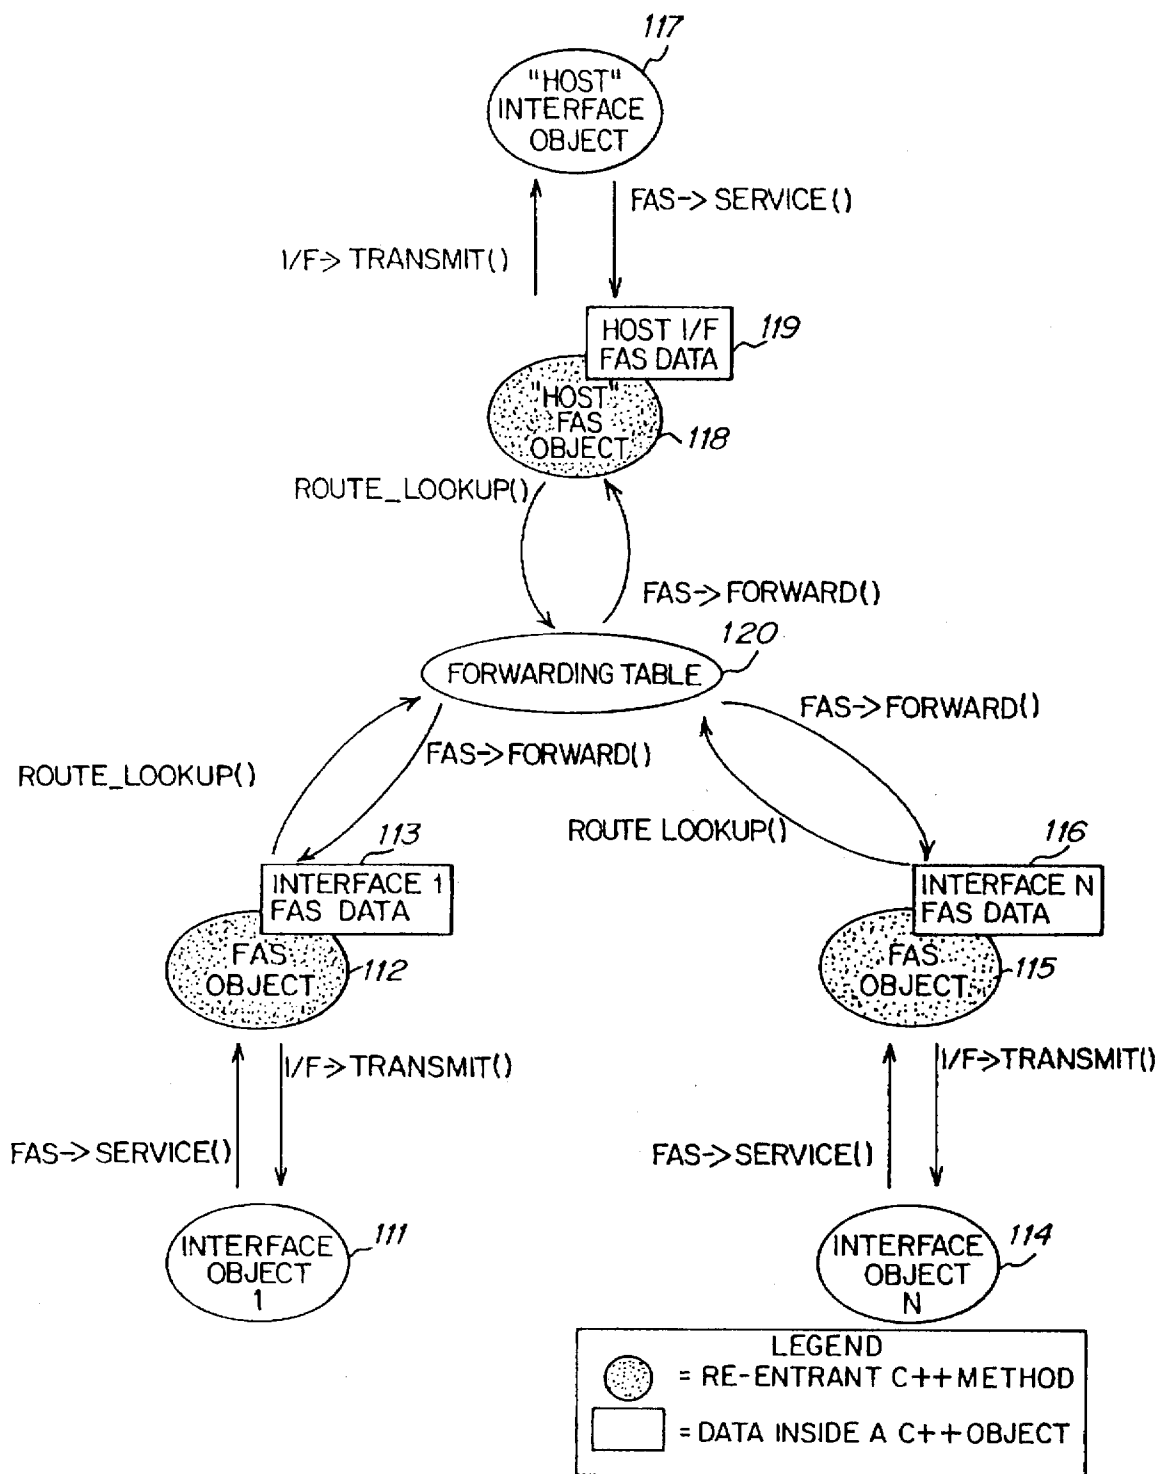 117
"HOST"
INTERFACE
OBJECT
FAS->SERVICE()
I/F->TRANSMIT()
HOST I/F
FAS DATA
119
"HOST"
FAS
OBJECT
118
ROUTE_LOOKUP()
FAS->FORWARD()
120
FORWARDING TABLE
FAS->FORWARD()
FAS->FORWARD()
ROUTE_LOOKUP()
ROUTE LOOKUP()
113
116
INTERFACE 1
FAS DATA
INTERFACE N
FAS DATA
FAS
OBJECT
112
FAS
OBJECT
115
I/F->TRANSMIT()
I/F->TRANSMIT()
FAS->SERVICE()
FAS->SERVICE()
INTERFACE
OBJECT
1
111
INTERFACE
OBJECT
N
114
LEGEND
= RE-ENTRANT C++ METHOD
= DATA INSIDE A C++ OBJECT